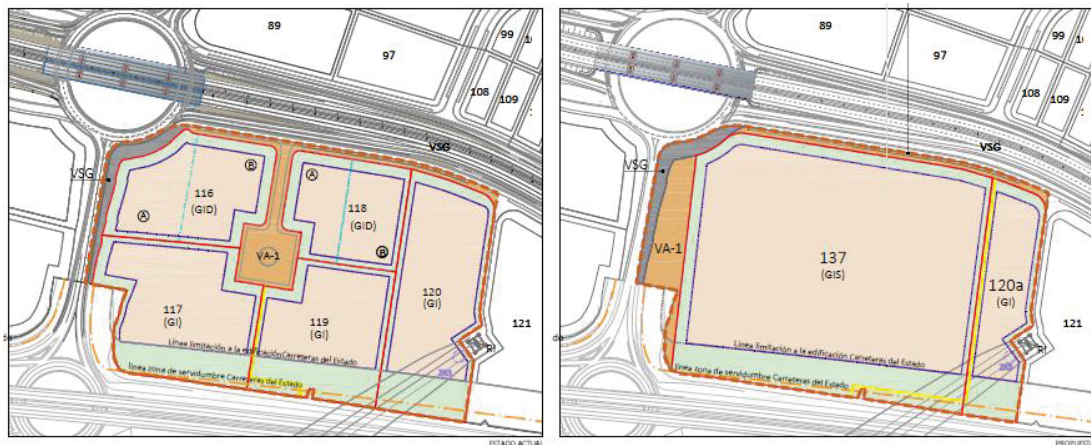 89
97
99
108
109
VSG
VSG
116
(GID)
A
B
118
(GID)
A
B
VA-1
117
(GI)
119
(GI)
120
(GI)
121
Línea limitación a la edificación Carreteras del Estado
línea zona de servidumbre Carreteras del Estado
ESTADO ACTUAL
89
97
99
108
109
VSG
VSG
VA-1
137
(GIS)
120a
(GI)
121
Línea limitación a la edificación Carreteras del Estado
línea zona de servidumbre Carreteras del Estado